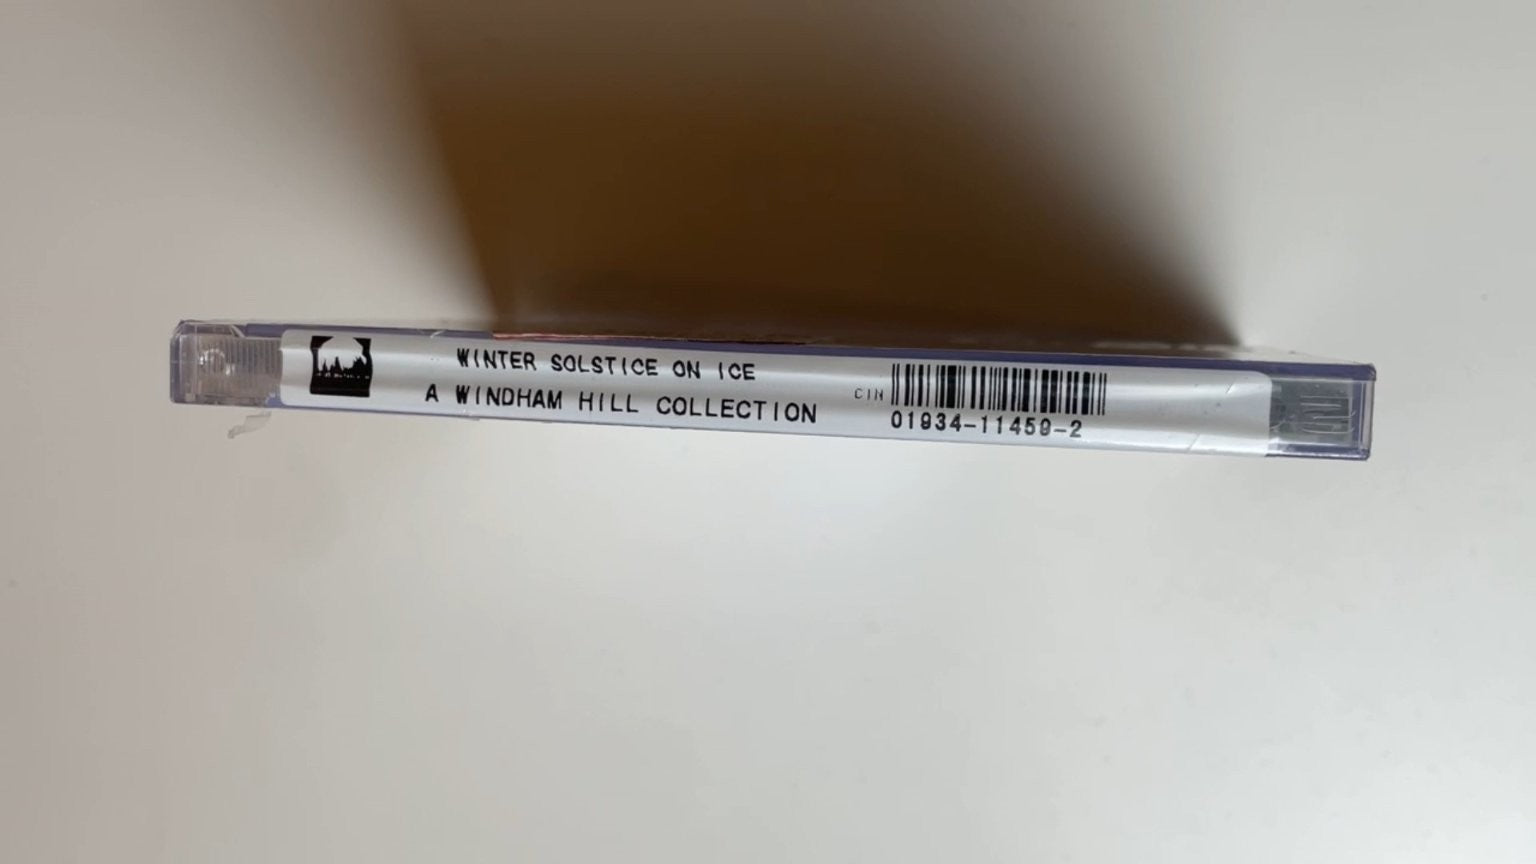 WINTER SOLSTICE ON ICE
A WINDHAM HILL COLLECTION
CIN
01934-11459-2